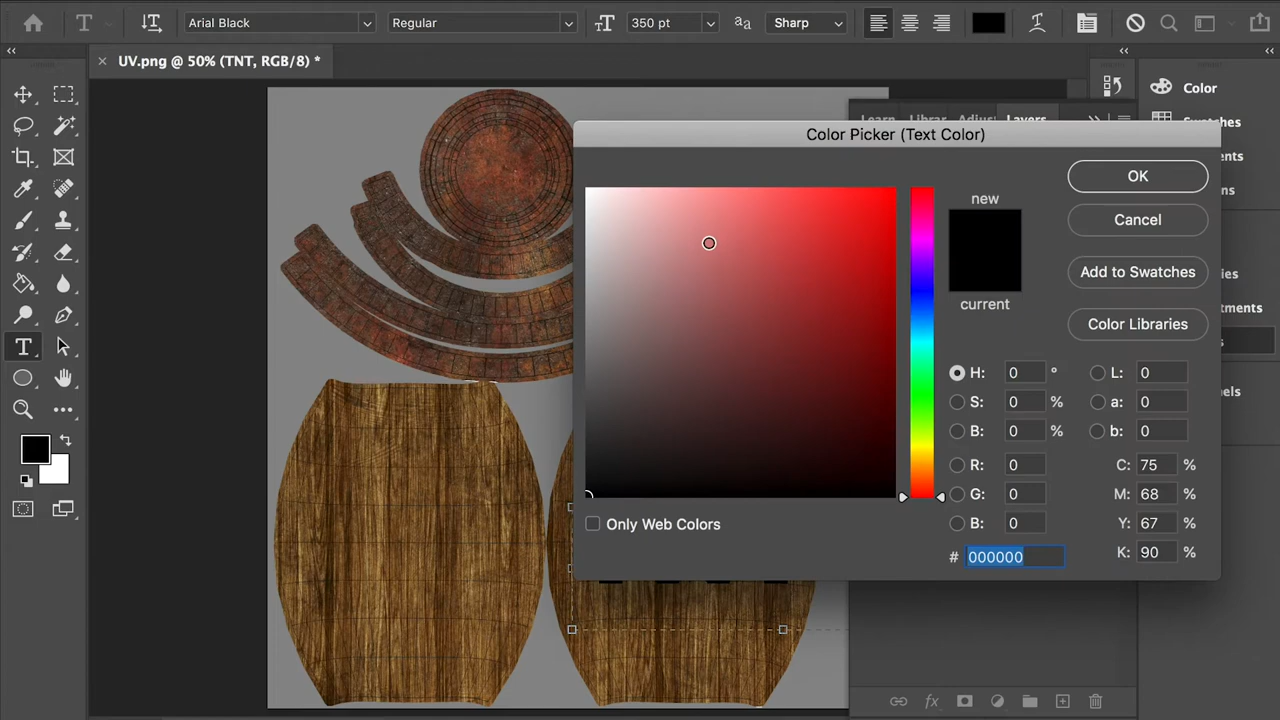 Arial Black Regular 350 pt Sharp
UV.png @ 50% (TNT, RGB/8) *
Color
Swatches
Layers
Color Picker (Text Color)
OK
new
Cancel
Add to Swatches
current
Color Libraries
H: 0 ° L: 0
S: 0 % a: 0
B: 0 % b: 0
R: 0 C: 75 %
G: 0 M: 68 %
B: 0 Y: 67 %
# 000000 K: 90 %
Only Web Colors